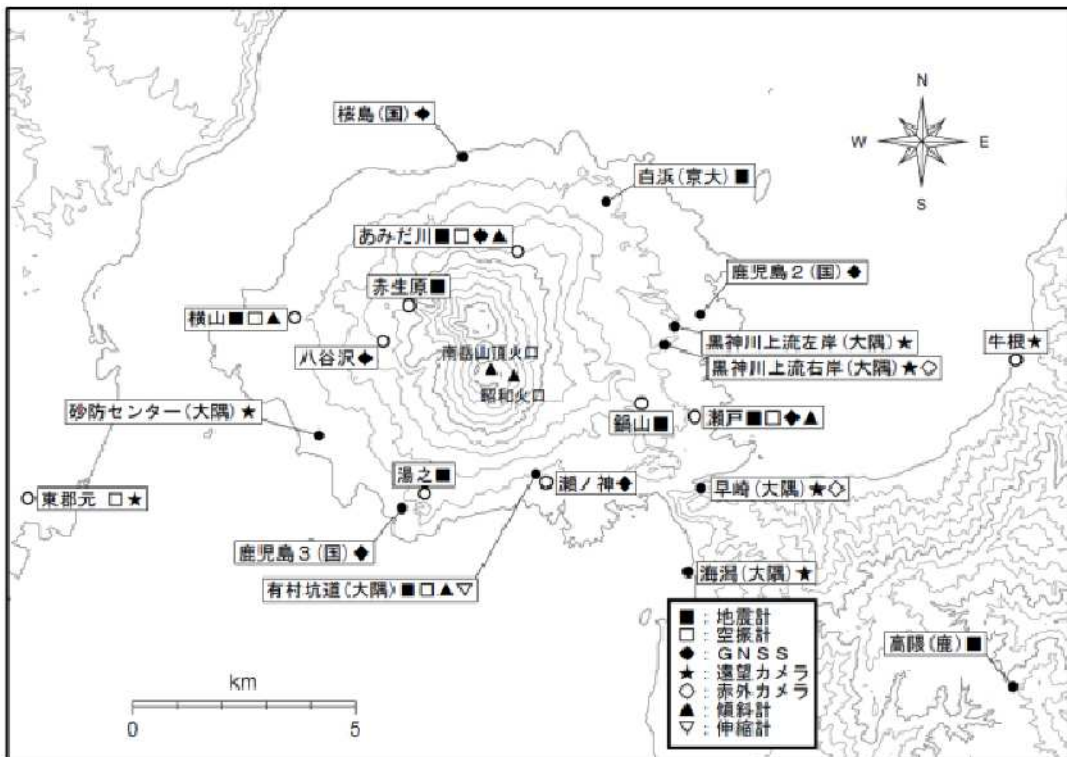 N
W E
S
桜島(国)◆
白浜(京大)■
あみだ川■□◆▲
鹿児島2(国)◆
赤生原■
横山■□▲
黒神川上流左岸(大隅)★
牛根★
八谷沢◆
南岳山頂火口
黒神川上流右岸(大隅)★◇
昭和火口
砂防センター(大隅)★
鍋山■
瀬戸■□◆▲
湯之■
瀬ノ神◆
早崎(大隅)★◇
東郡元 □★
鹿児島3(国)◆
有村坑道(大隅)■□▲▽
海潟(大隅)★
■:地震計
□:空振計
◆:GNSS
★:遠望カメラ
◇:赤外カメラ
▲:傾斜計
▽:伸縮計
高隈(鹿)■
km
0 5